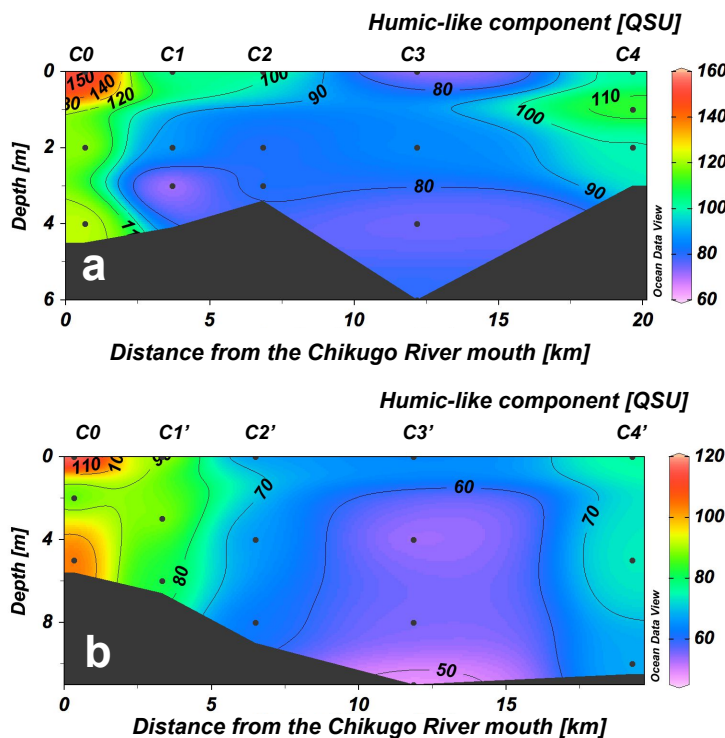 Humic-like component [QSU]
C0 C1 C2 C3 C4
0
2
4
6
Depth [m]
150
140
120
100
90
80
110
100
90
80
a
160
140
120
100
80
60
Ocean Data View
0 5 10 15 20
Distance from the Chikugo River mouth [km]
Humic-like component [QSU]
C0 C1’ C2’ C3’ C4’
0
4
8
Depth [m]
110
70
60
70
80
50
b
120
100
80
60
Ocean Data View
0 5 10 15
Distance from the Chikugo River mouth [km]